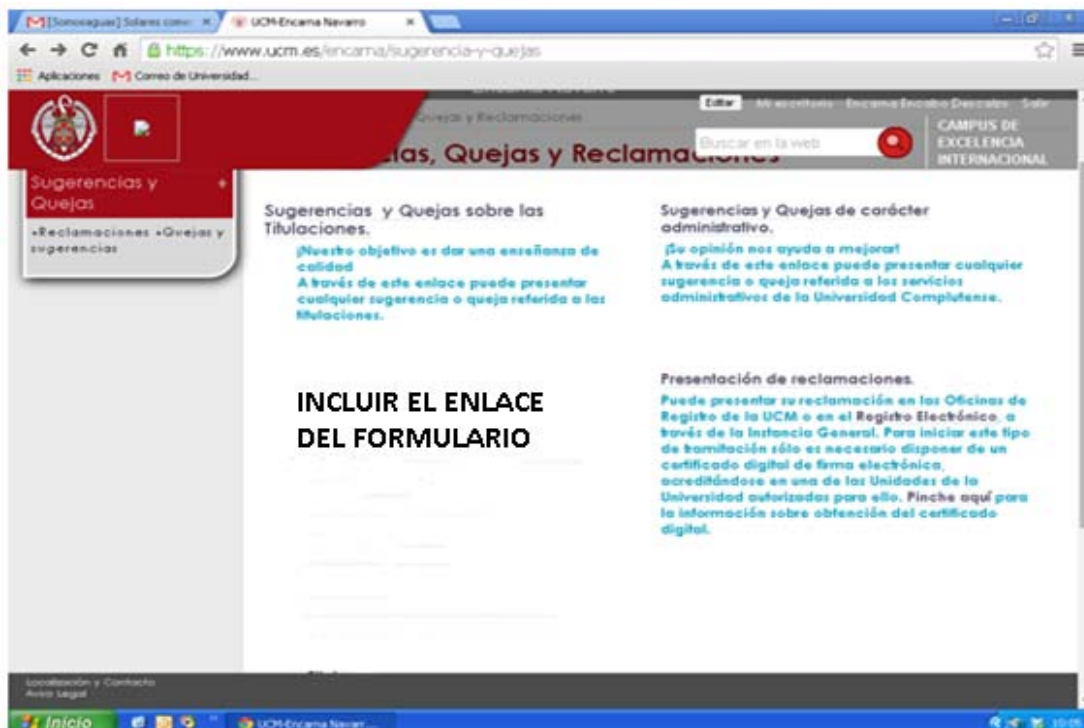 [Somosaguas] Solares conv
UCM-Encarna Navarro
https://www.ucm.es/encarna/sugerencia-y-quejas
Aplicaciones
Correo de Universidad...
Encarna Navarro
Editar
Mi escritorio
Encarna Encabo Descalzo
Salir
Quejas y Reclamaciones
Buscar en la web
CAMPUS DE
EXCELENCIA
INTERNACIONAL
ias, Quejas y Reclamaciones
Sugerencias y +
Quejas
•Reclamaciones •Quejas y
sugerencias
Sugerencias y Quejas sobre las
Titulaciones.
¡Nuestro objetivo es dar una enseñanza de
calidad
A través de este enlace puede presentar
cualquier sugerencia o queja referida a las
titulaciones.
INCLUIR EL ENLACE
DEL FORMULARIO
Sugerencias y Quejas de carácter
administrativo.
¡Su opinión nos ayuda a mejorar!
A través de este enlace puede presentar cualquier
sugerencia o queja referida a los servicios
administrativos de la Universidad Complutense.
Presentación de reclamaciones.
Puede presentar su reclamación en las Oficinas de
Registro de la UCM o en el Registro Electrónico, a
través de la Instancia General. Para iniciar este tipo
de tramitación sólo es necesario disponer de un
certificado digital de firma electrónica,
acreditándose en una de las Unidades de la
Universidad autorizadas para ello. Pinche aquí para
la información sobre obtención del certificado
digital.
Localización y Contacto
Aviso Legal
Inicio
UCM-Encarna Navarr...